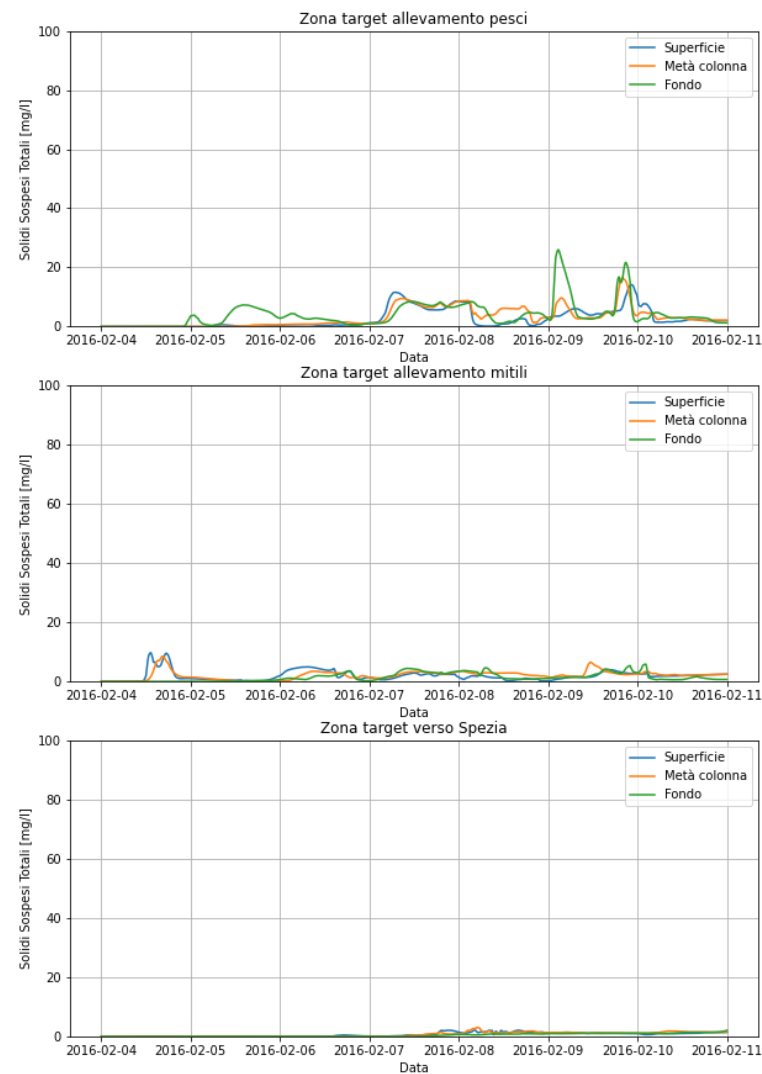 Zona target allevamento pesci
100
80
60
40
20
0
Solidi Sospesi Totali [mg/l]
Superficie
Metà colonna
Fondo
2016-02-04 2016-02-05 2016-02-06 2016-02-07 2016-02-08 2016-02-09 2016-02-10 2016-02-11
Data
Zona target allevamento mitili
100
80
60
40
20
0
Solidi Sospesi Totali [mg/l]
Superficie
Metà colonna
Fondo
2016-02-04 2016-02-05 2016-02-06 2016-02-07 2016-02-08 2016-02-09 2016-02-10 2016-02-11
Data
Zona target verso Spezia
100
80
60
40
20
0
Solidi Sospesi Totali [mg/l]
Superficie
Metà colonna
Fondo
2016-02-04 2016-02-05 2016-02-06 2016-02-07 2016-02-08 2016-02-09 2016-02-10 2016-02-11
Data